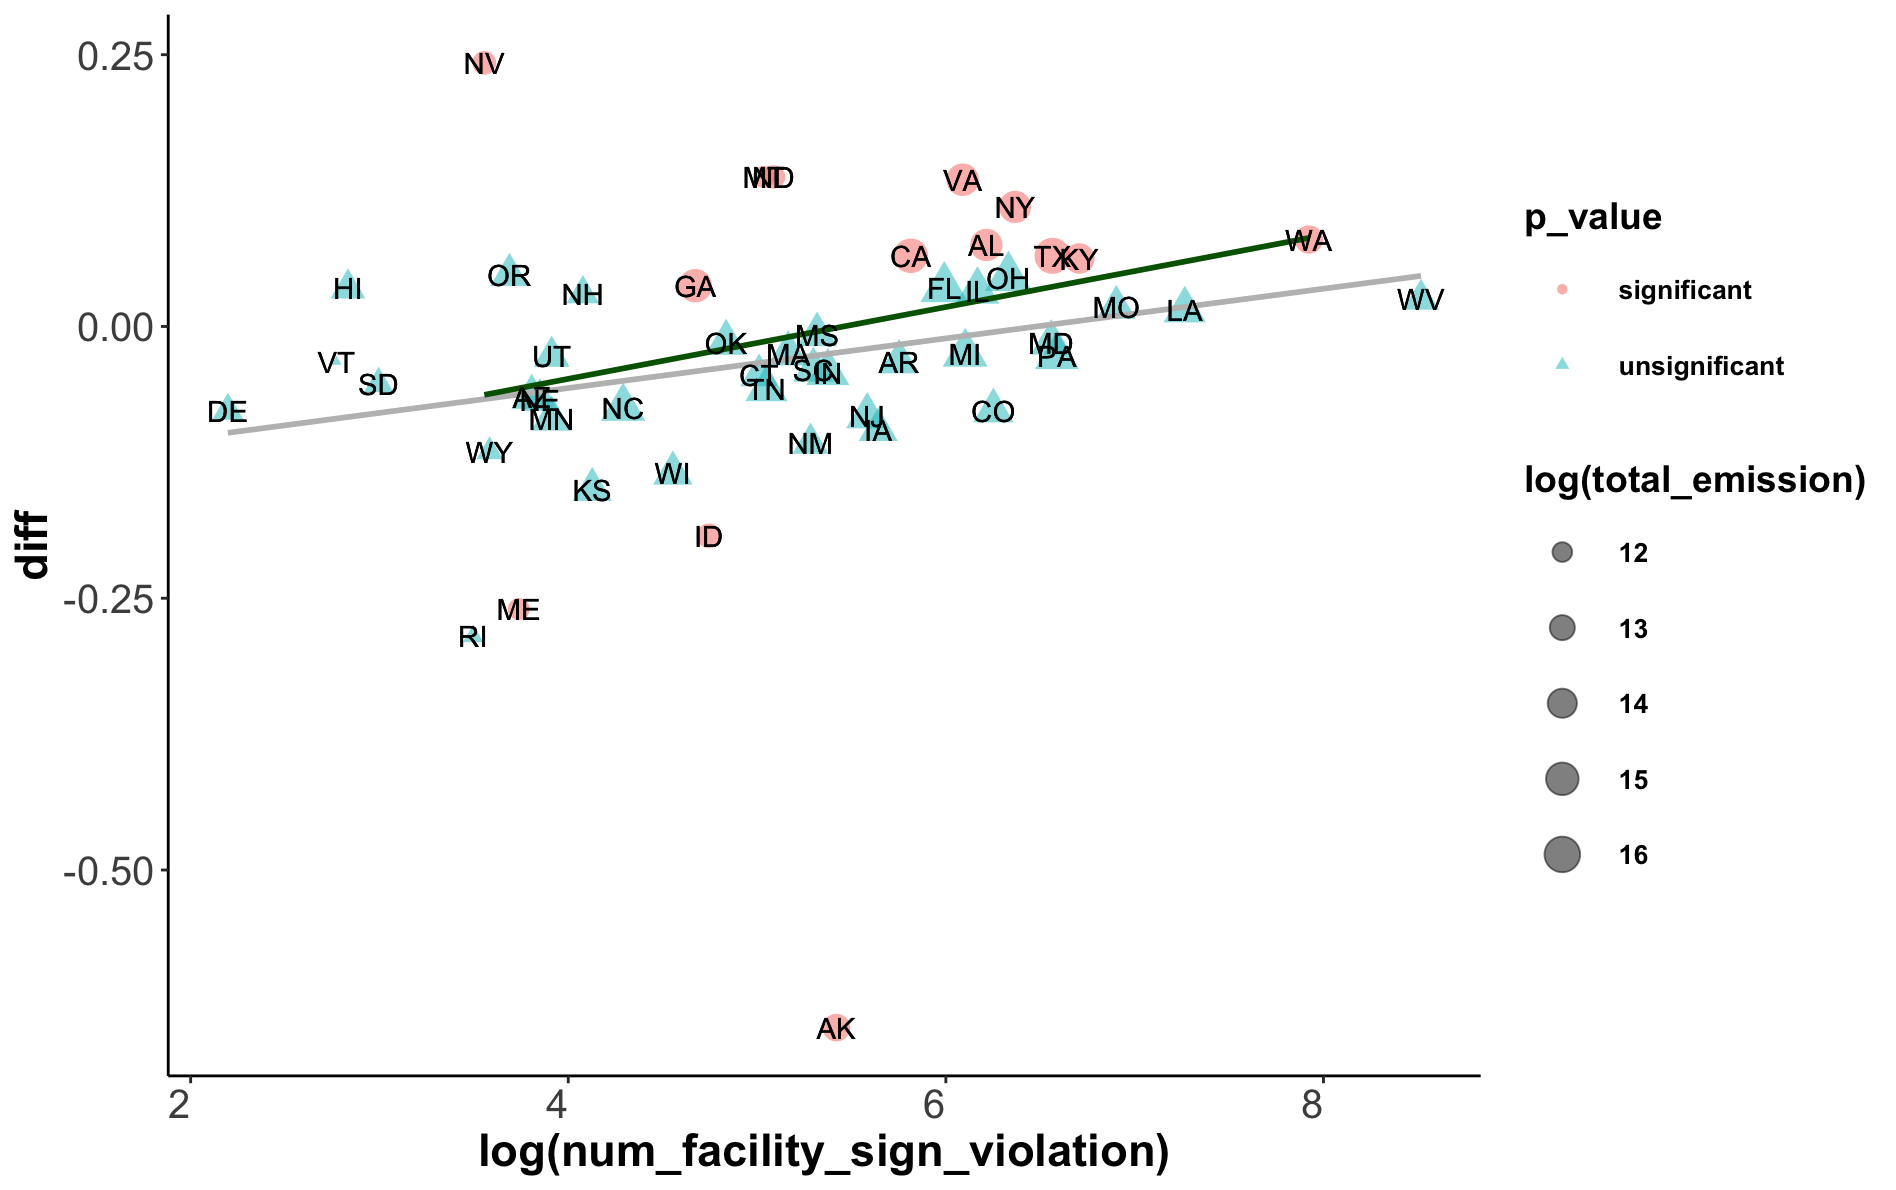 0.25
0.00
-0.25
-0.50
diff
2
4
6
8
log(num_facility_sign_violation)
NV
ND
VA
NY
WA
CA
AL
TX
KY
OR
HI
NH
GA
FL
IL
OH
MO
LA
WV
OK
MS
MA
MD
PA
VT
UT
SD
CT
TN
SC
IN
AR
MI
DE
NE
MN
NC
NJ
IA
CO
NM
WY
WI
KS
ID
ME
RI
AK
p_value
significant
unsignificant
log(total_emission)
12
13
14
15
16